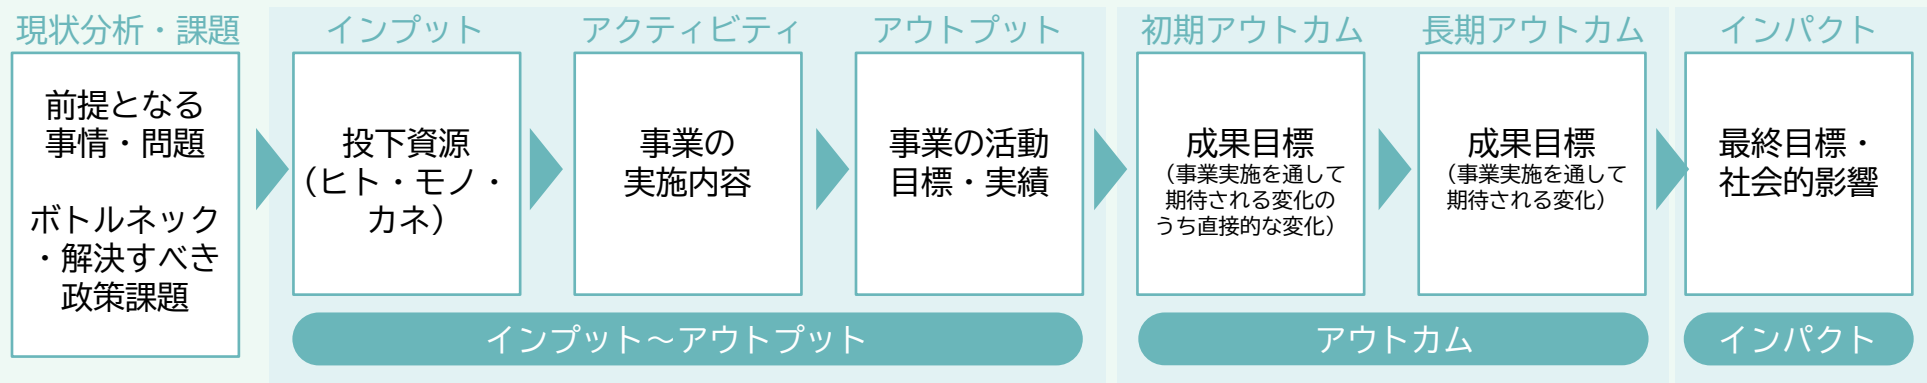 現状分析・課題
前提となる
事情・問題
ボトルネック
・解決すべき
政策課題
インプット
投下資源
（ヒト・モノ・
カネ）
アクティビティ
事業の
実施内容
アウトプット
事業の活動
目標・実績
インプット～アウトプット
初期アウトカム
成果目標
（事業実施を通して
期待される変化の
うち直接的な変化）
長期アウトカム
成果目標
（事業実施を通して
期待される変化）
アウトカム
インパクト
最終目標・
社会的影響
インパクト